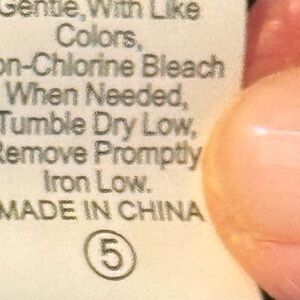 Gentle, With Like
Colors,
on-Chlorine Bleach
When Needed,
Tumble Dry Low,
Remove Promptly
Iron Low.
MADE IN CHINA
5